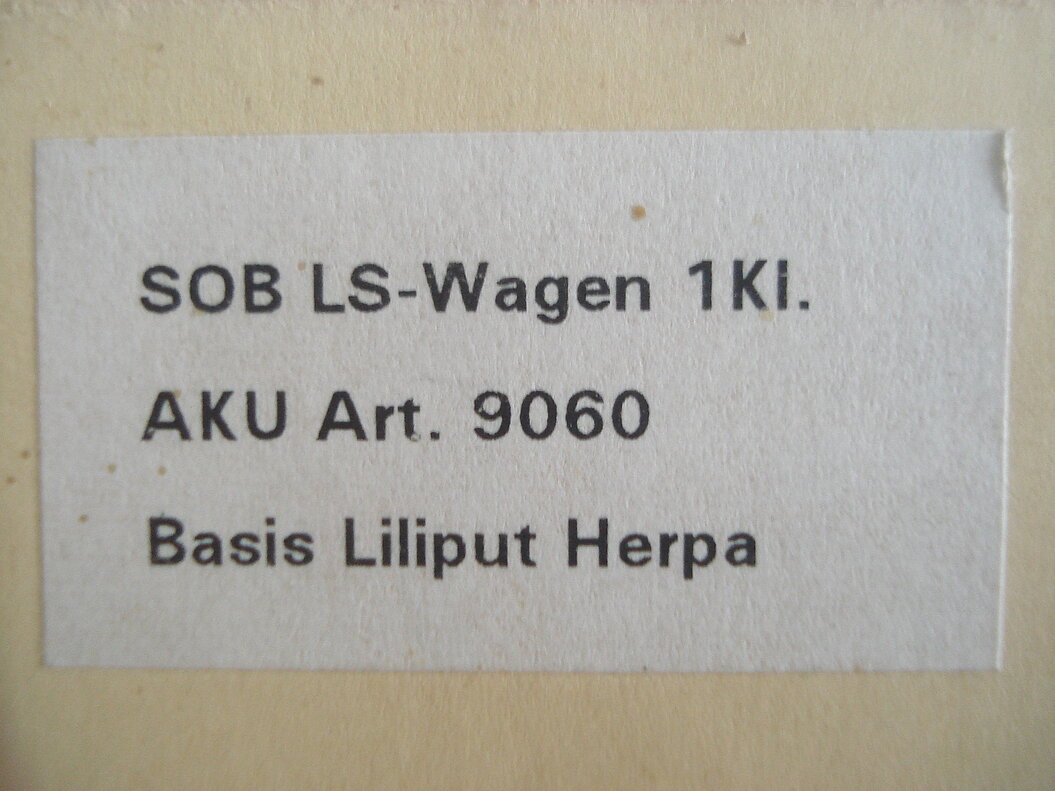 SOB LS-Wagen 1Kl.
AKU Art. 9060
Basis Liliput Herpa